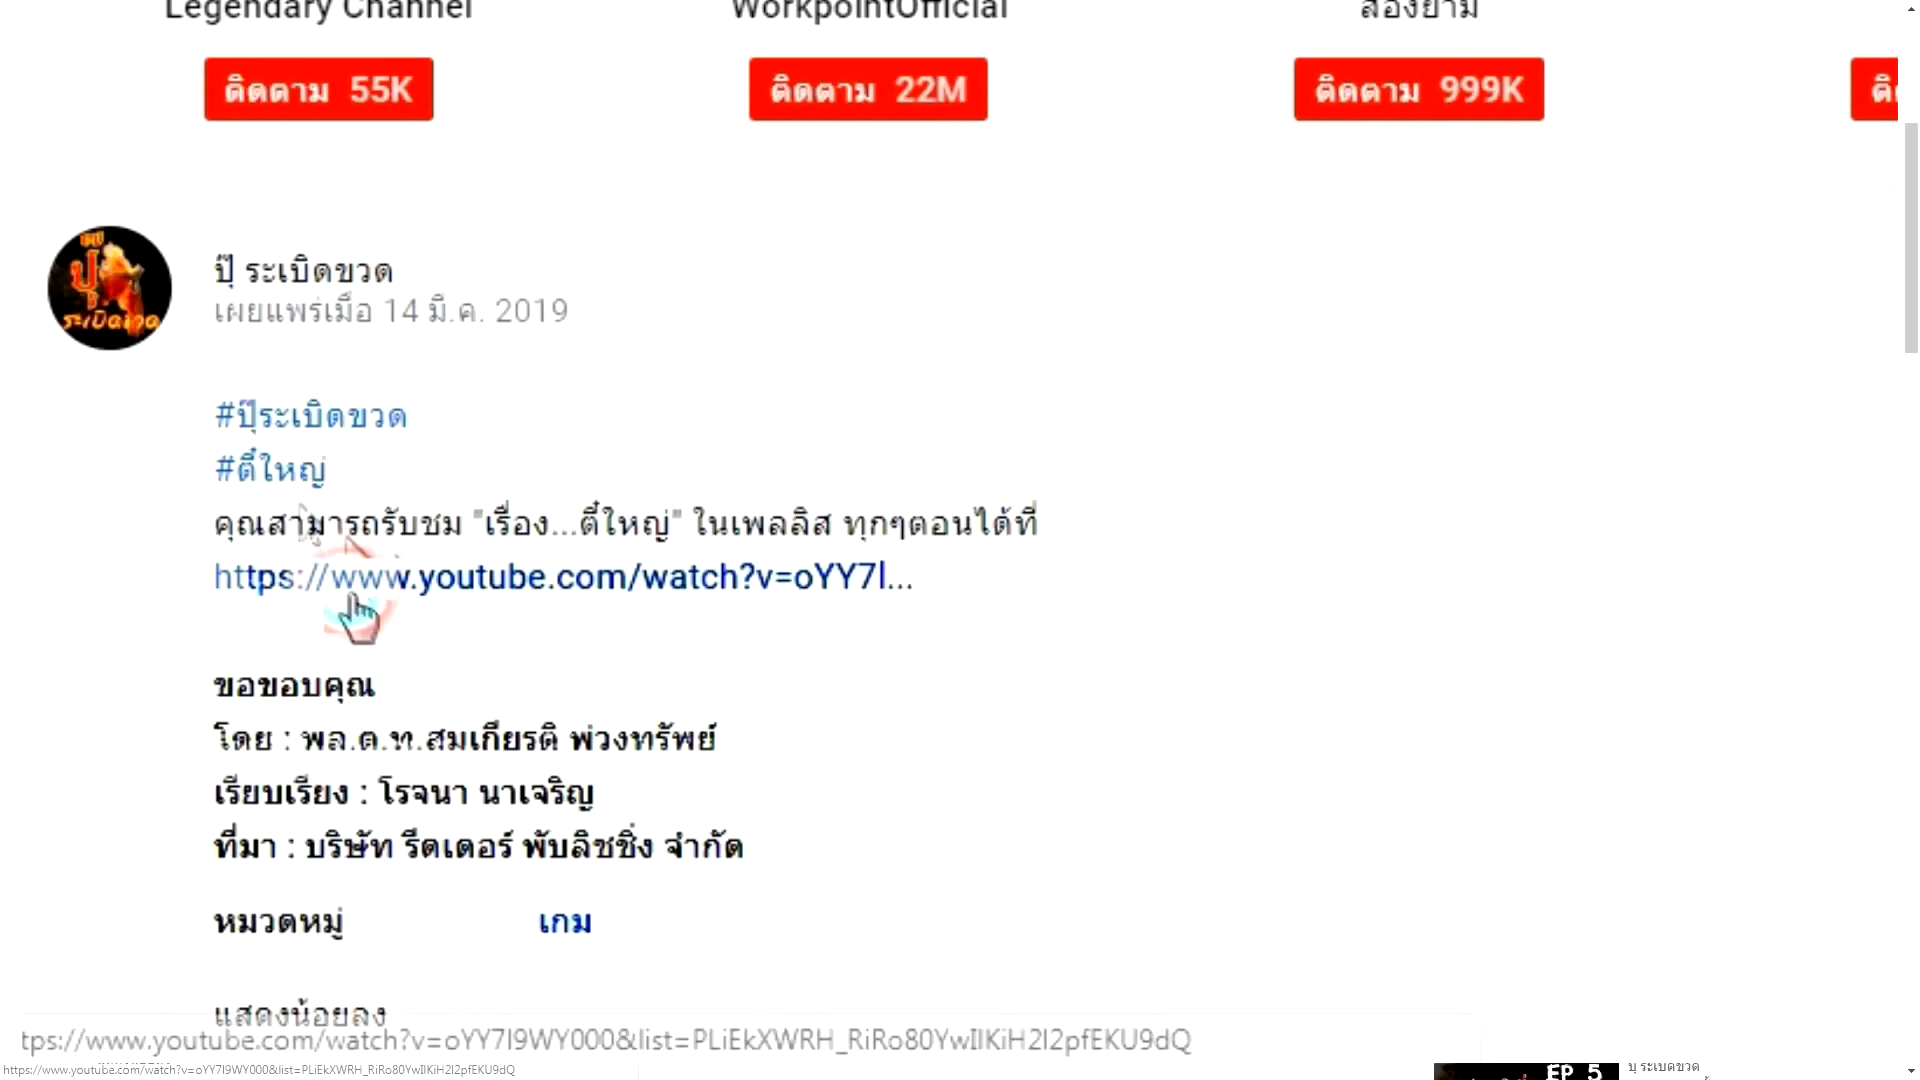 Legendary Channel
WorkpointOfficial
สองยาม
ติดตาม 55K
ติดตาม 22M
ติดตาม 999K
ปุ๊ ระเบิดขวด
เผยแพร่เมื่อ 14 มี.ค. 2019
#ปุ๊ระเบิดขวด
#ตี๋ใหญ่
คุณสามารถรับชม "เรื่อง...ตี๋ใหญ่" ในเพลลิส ทุกๆตอนได้ที่
https://www.youtube.com/watch?v=oYY7l...
ขอขอบคุณ
โดย : พล.ต.ท.สมเกียรติ พ่วงทรัพย์
เรียบเรียง : โรจนา นาเจริญ
ที่มา : บริษัท รีดเดอร์ พับลิชชิ่ง จำกัด
หมวดหมู่ เกม
แสดงน้อยลง
tps://www.youtube.com/watch?v=oYY7l9WY000&list=PLiEkXWRH_RiRo80YwIlKiH2l2pfEKU9dQ
https://www.youtube.com/watch?v=oYY7l9WY000&list=PLiEkXWRH_RiRo80YwIlKiH2l2pfEKU9dQ
EP 5
ปุ๊ ระเบิดขวด